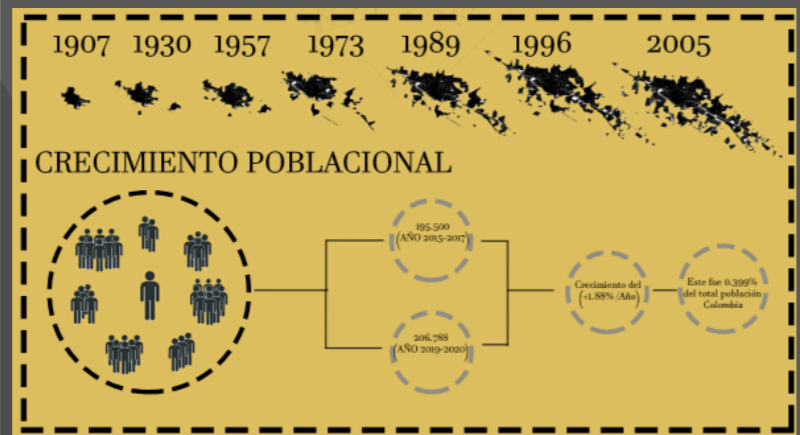 1907 1930 1957 1973 1989 1996 2005
CRECIMIENTO POBLACIONAL
195.500
(AÑO 2015-2017)
206.788
(AÑO 2019-2020)
Crecimiento del
(+1.88% /Año)
Este fue 0.399%
del total población
Colombia